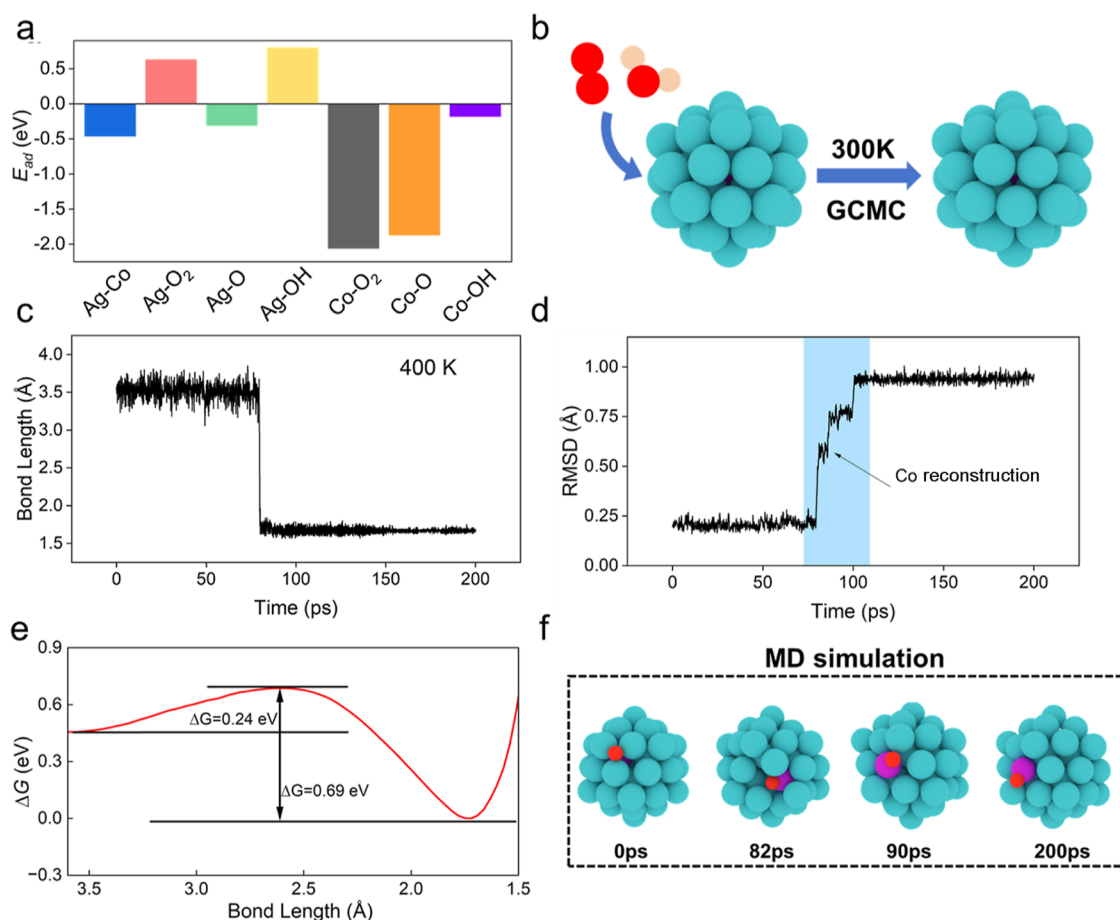 a
0.5
0.0
-0.5
-1.0
-1.5
-2.0
E_ad (eV)
Ag-Co
Ag-O₂
Ag-O
Ag-OH
Co-O₂
Co-O
Co-OH
b
300K
GCMC
c
4.0
3.5
3.0
2.5
2.0
1.5
Bond Length (Å)
400 K
0 50 100 150 200
Time (ps)
d
1.00
0.75
0.50
0.25
0.00
RMSD (Å)
Co reconstruction
0 50 100 150 200
Time (ps)
e
0.9
0.6
0.3
0.0
−0.3
ΔG (eV)
ΔG=0.24 eV
ΔG=0.69 eV
3.5 3.0 2.5 2.0 1.5
Bond Length (Å)
f
MD simulation
0ps 82ps 90ps 200ps